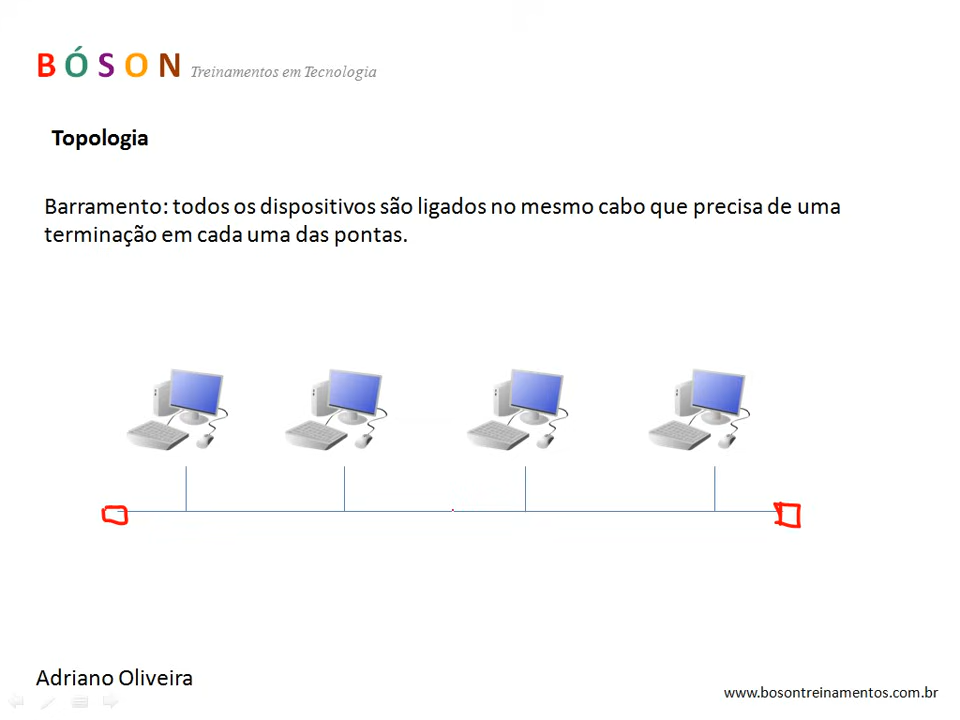 BÓSON Treinamentos em Tecnologia
Topologia
Barramento: todos os dispositivos são ligados no mesmo cabo que precisa de uma
terminação em cada uma das pontas.
Adriano Oliveira
www.bosontreinamentos.com.br